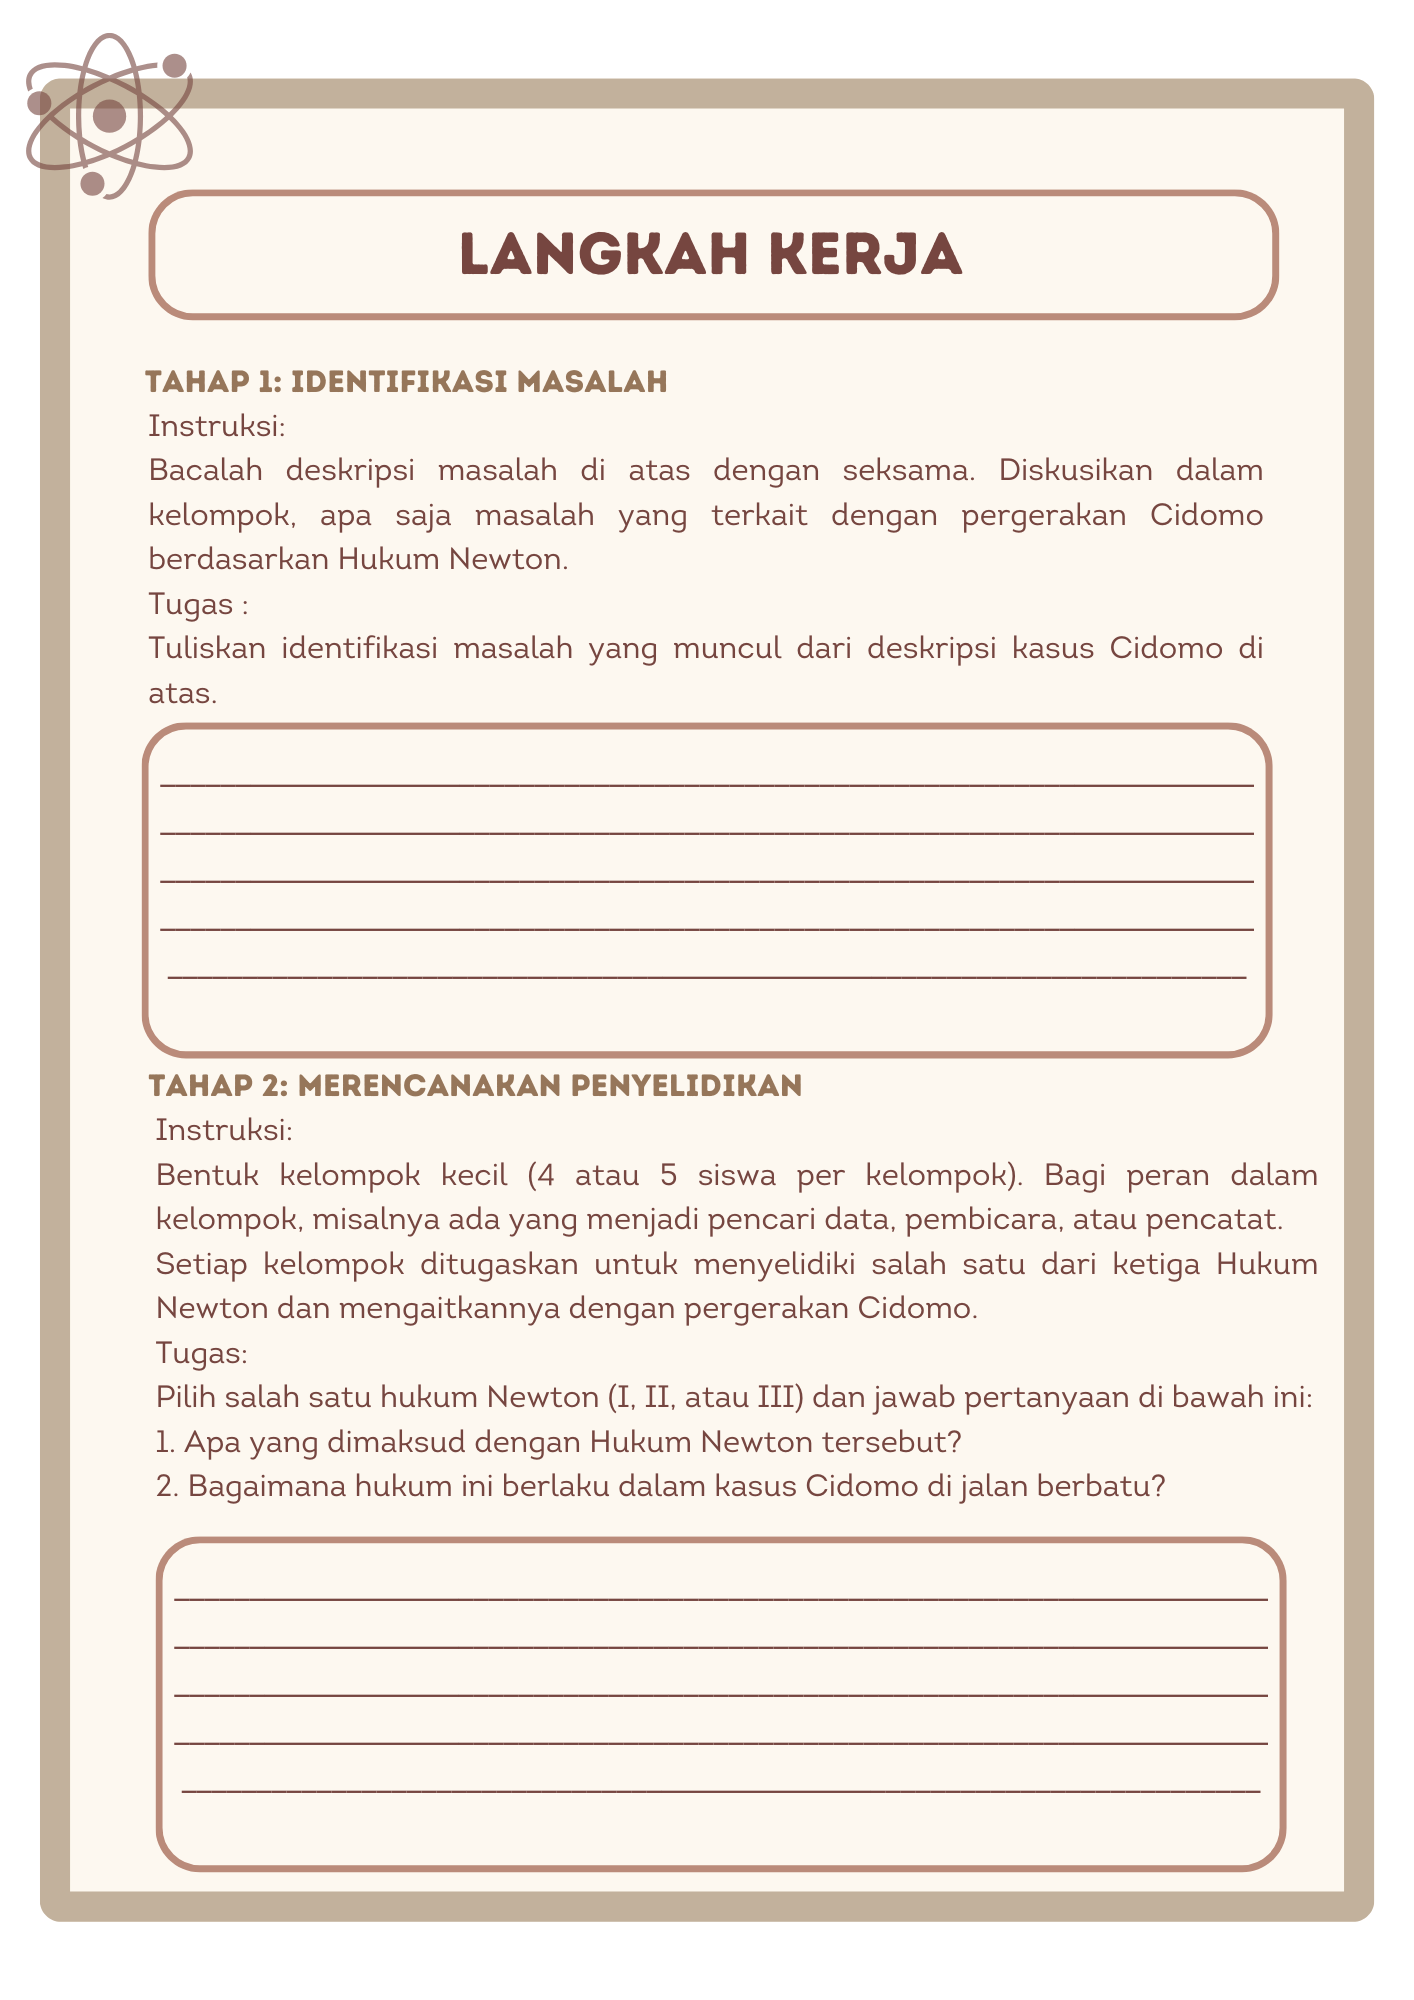 LANGKAH KERJA
TAHAP 1: IDENTIFIKASI MASALAH
Instruksi:
Bacalah deskripsi masalah di atas dengan seksama. Diskusikan dalam
kelompok, apa saja masalah yang terkait dengan pergerakan Cidomo
berdasarkan Hukum Newton.
Tugas :
Tuliskan identifikasi masalah yang muncul dari deskripsi kasus Cidomo di
atas.
TAHAP 2: MERENCANAKAN PENYELIDIKAN
Instruksi:
Bentuk kelompok kecil (4 atau 5 siswa per kelompok). Bagi peran dalam
kelompok, misalnya ada yang menjadi pencari data, pembicara, atau pencatat.
Setiap kelompok ditugaskan untuk menyelidiki salah satu dari ketiga Hukum
Newton dan mengaitkannya dengan pergerakan Cidomo.
Tugas:
Pilih salah satu hukum Newton (I, II, atau III) dan jawab pertanyaan di bawah ini:
1. Apa yang dimaksud dengan Hukum Newton tersebut?
2. Bagaimana hukum ini berlaku dalam kasus Cidomo di jalan berbatu?